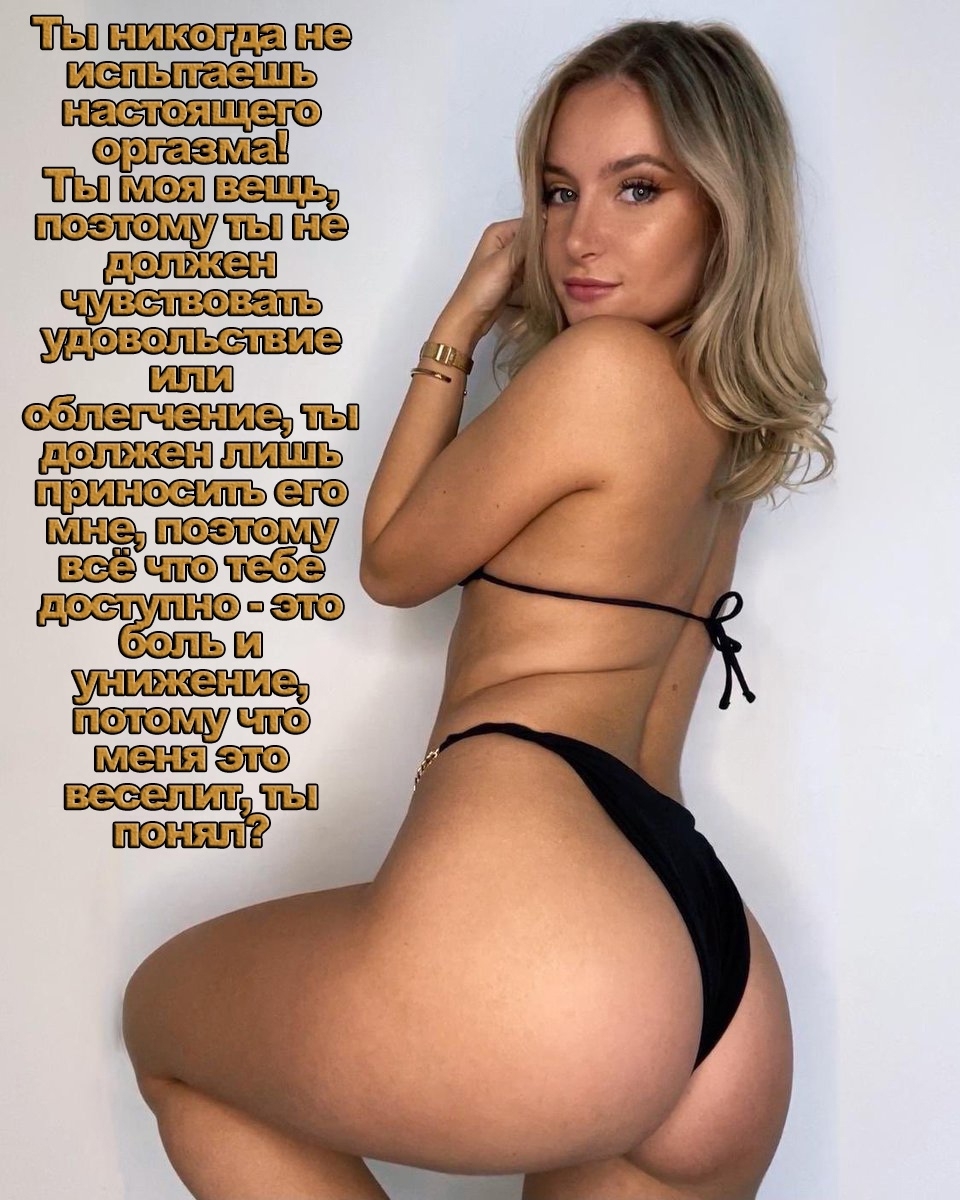 Ты никогда не
испытаешь
настоящего
оргазма!
Ты моя вещь,
поэтому ты не
должен
чувствовать
удовольствие
или
облегчение, ты
должен лишь
приносить его
мне, поэтому
всё что тебе
доступно - это
боль и
унижение,
потому что
меня это
веселит, ты
понял?